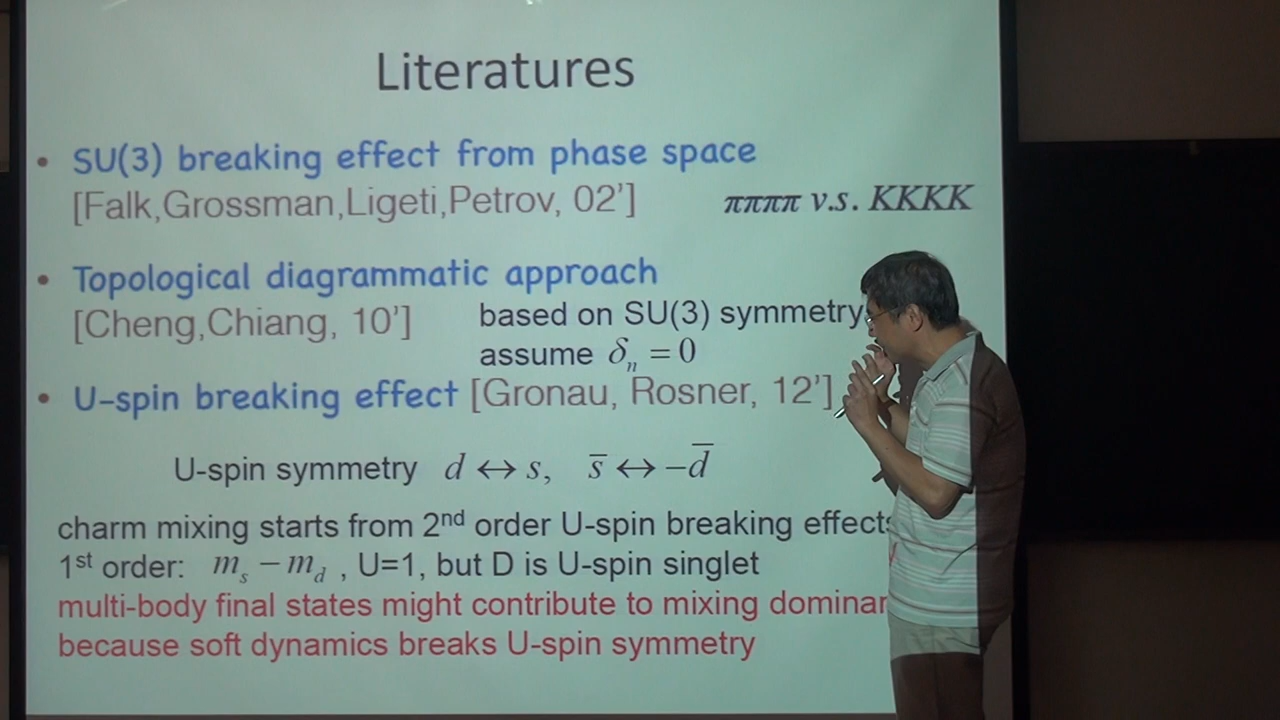 Literatures
• SU(3) breaking effect from phase space
[Falk,Grossman,Ligeti,Petrov, 02’]
ππππ v.s. KKKK
• Topological diagrammatic approach
[Cheng,Chiang, 10’]
based on SU(3) symmetry
assume δₙ = 0
• U-spin breaking effect [Gronau, Rosner, 12’]
U-spin symmetry d ↔ s, s̅ ↔ −d̅
charm mixing starts from 2nd order U-spin breaking effects
1st order: mₛ − m_d , U=1, but D is U-spin singlet
multi-body final states might contribute to mixing
because soft dynamics breaks U-spin symmetry